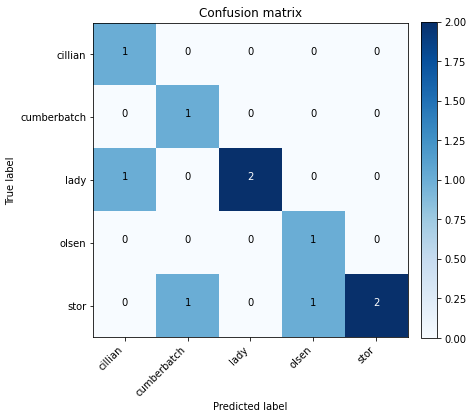 Confusion matrix
True label
cillian 1 0 0 0 0
cumberbatch 0 1 0 0 0
lady 1 0 2 0 0
olsen 0 0 0 1 0
stor 0 1 0 1 2
cillian cumberbatch lady olsen stor
Predicted label
2.00
1.75
1.50
1.25
1.00
0.75
0.50
0.25
0.00